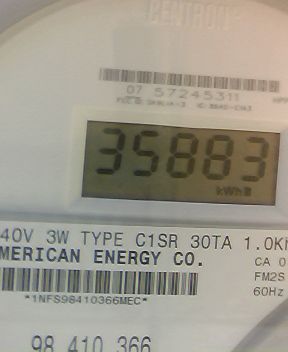 CENTRON
07 57245311
35883
kWh
40V 3W TYPE C1SR 30TA 1.0K
MERICAN ENERGY CO.
CA 0
FM2S
*1NFS98410366MEC*
60Hz
98 410 366